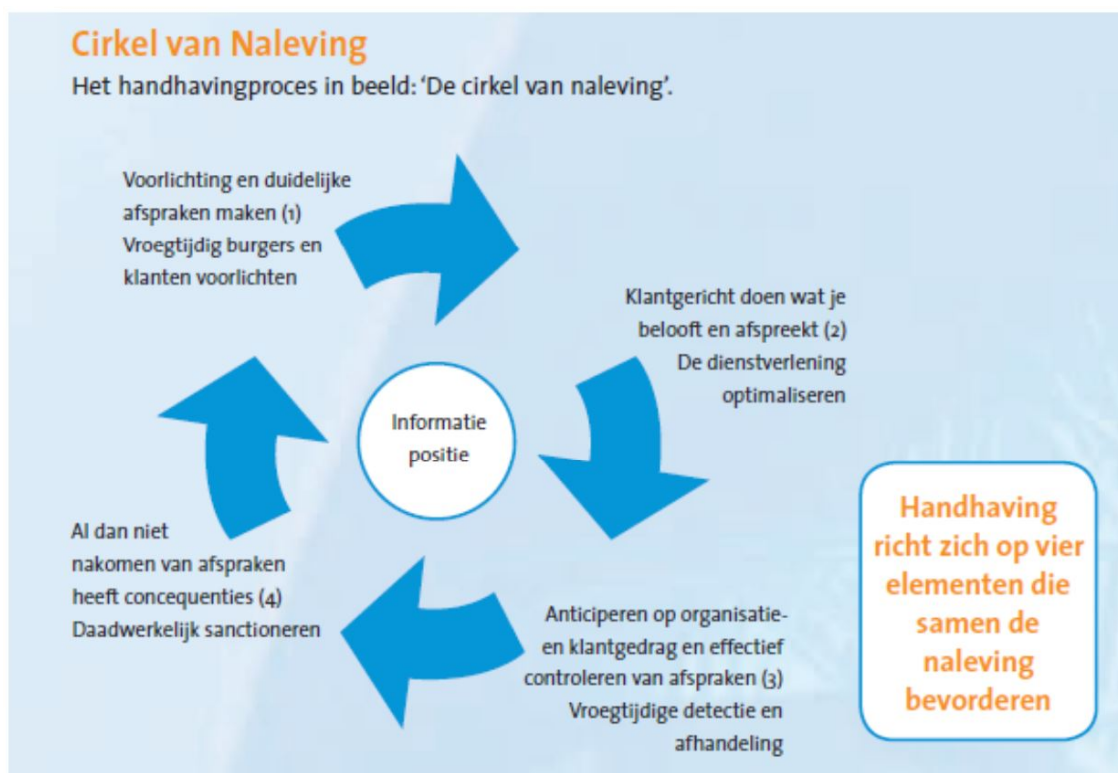 Cirkel van Naleving
Het handhavingproces in beeld: ‘De cirkel van naleving’.
Voorlichting en duidelijke
afspraken maken (1)
Vroegtijdig burgers en
klanten voorlichten
Klantgericht doen wat je
belooft en afspreekt (2)
De dienstverlening
optimaliseren
Informatie
positie
Al dan niet
nakomen van afspraken
heeft concequenties (4)
Daadwerkelijk sanctioneren
Anticiperen op organisatie-
en klantgedrag en effectief
controleren van afspraken (3)
Vroegtijdige detectie en
afhandeling
Handhaving
richt zich op vier
elementen die
samen de
naleving
bevorderen